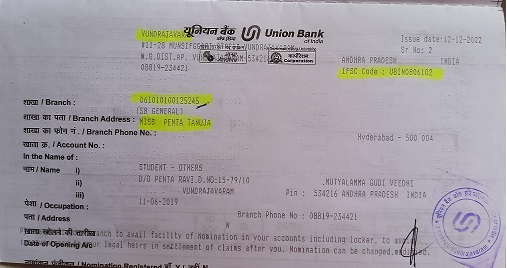 यूनियन बैंक Union Bank
of India
VUNDRAJAVARAM
Issue date:12-12-2022
Sr No: 2
ANDHRA PRADESH INDIA
08819-234421
IFSC Code : UBIN0806102
शाखा / Branch : 061010100125245
(SB GENERAL)
शाखा का पता / Branch Address : MISS PENTA TANUJA
शाखा का फोन नं. / Branch Phone No.:
Hyderabad - 500 004
खाता क्र. / Account No. :
In the Name of :
STUDENT - OTHERS
नाम / Name i)
D/O PENTA RAVI,D.NO:15-79/10 ,MUTYALAMMA GUDI VEEDHI
ii)
VUNDRAJAVARAM Pin : 534216 ANDHRA PRADESH INDIA
iii)
11-06-2019
पेशा / Occupation :
Branch Phone No : 08819-234421
पता / Address
N
to avail facility of Nomination in your accounts including locker, to avoid
खाता खोलने की तारीख
Date of Opening A/c
legal heirs in settlement of claims after you. Nomination can be changed
Nomination Registered